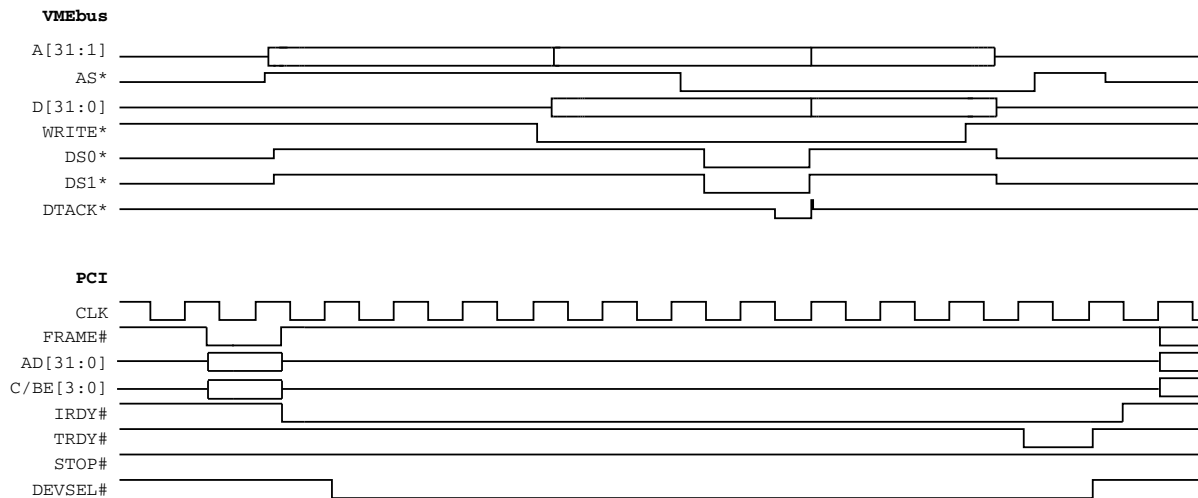 VMEbus
A[31:1]
AS*
D[31:0]
WRITE*
DS0*
DS1*
DTACK*
PCI
CLK
FRAME#
AD[31:0]
C/BE[3:0]
IRDY#
TRDY#
STOP#
DEVSEL#